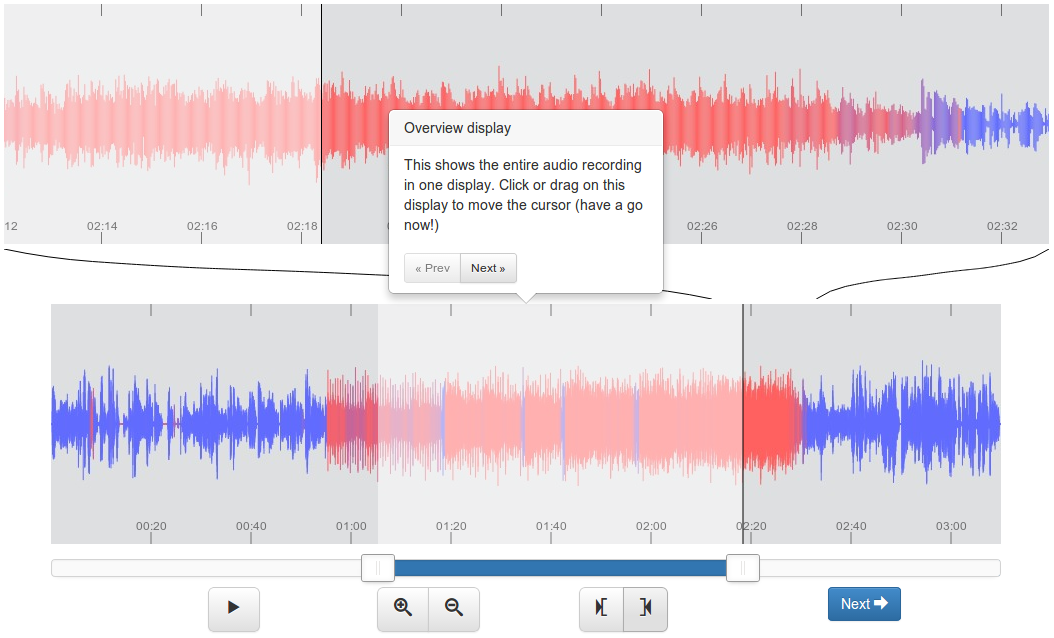 12 02:14 02:16 02:18 02:26 02:28 02:30 02:32
Overview display
This shows the entire audio recording
in one display. Click or drag on this
display to move the cursor (have a go
now!)
« Prev Next »
00:20 00:40 01:00 01:20 01:40 02:00 02:20 02:40 03:00
Next